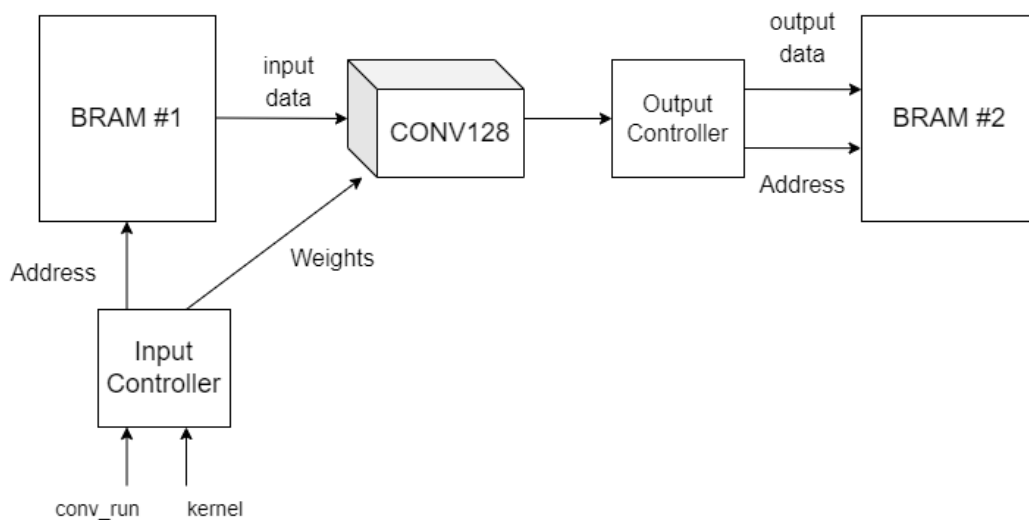 BRAM #1
input
data
CONV128
Output
Controller
output
data
Address
BRAM #2
Address
Weights
Input
Controller
conv_run
kernel